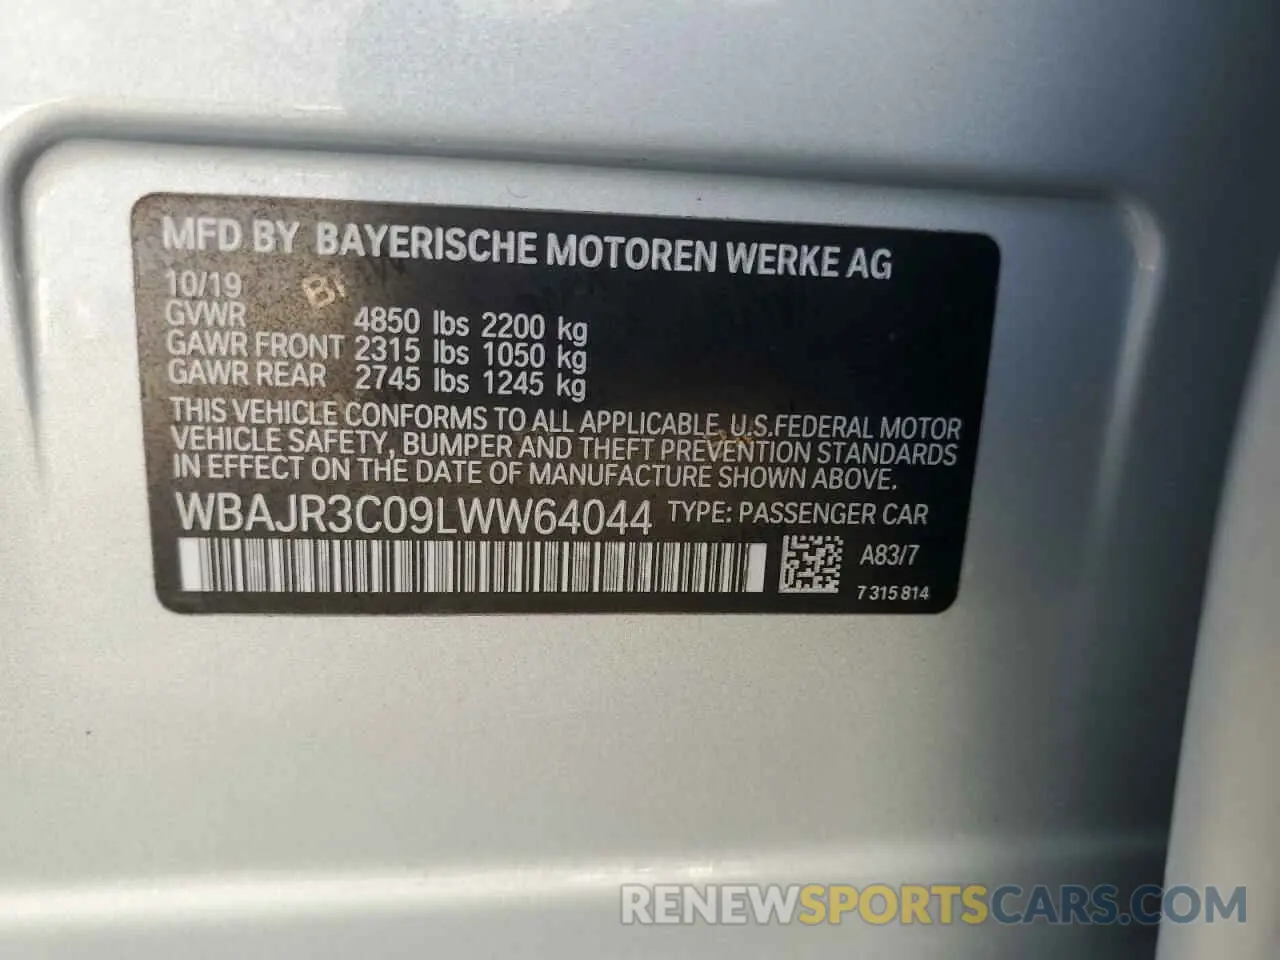 MFD BY BAYERISCHE MOTOREN WERKE AG
10/19
GVWR 4850 lbs 2200 kg
GAWR FRONT 2315 lbs 1050 kg
GAWR REAR 2745 lbs 1245 kg
THIS VEHICLE CONFORMS TO ALL APPLICABLE U.S.FEDERAL MOTOR
VEHICLE SAFETY, BUMPER AND THEFT PREVENTION STANDARDS
IN EFFECT ON THE DATE OF MANUFACTURE SHOWN ABOVE.
WBAJR3C09LWW64044 TYPE: PASSENGER CAR
A83/7
7 315 814
RENEWSPORTSCARS.COM